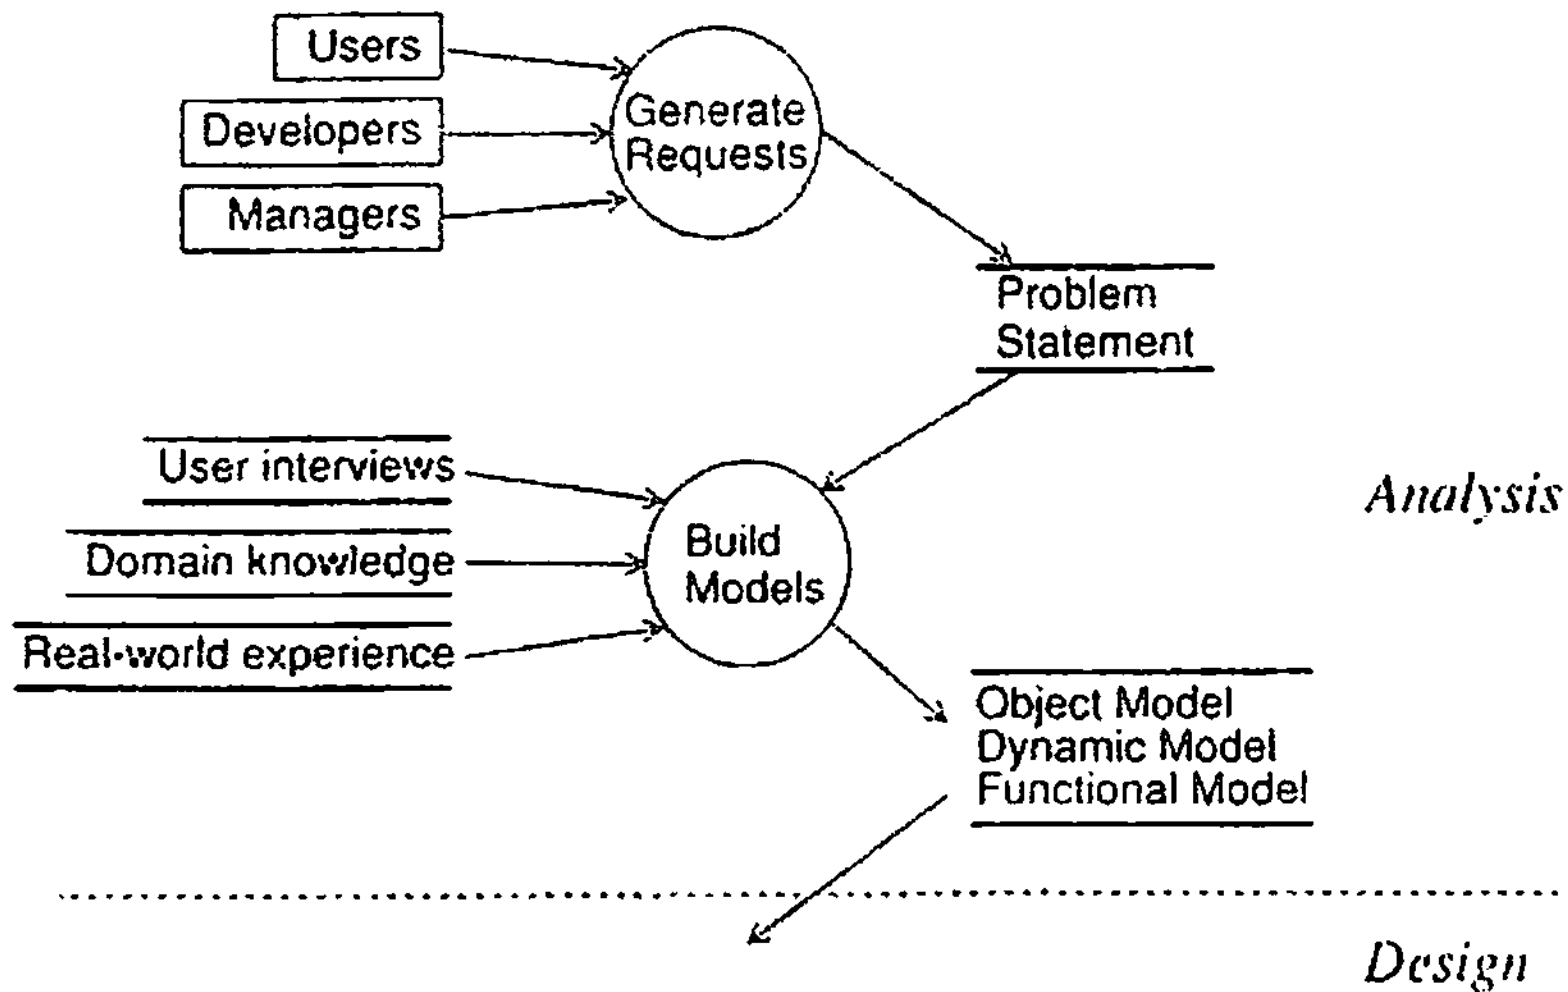 Users
Developers
Managers
Generate
Requests
Problem
Statement
User interviews
Domain knowledge
Real-world experience
Build
Models
Analysis
Object Model
Dynamic Model
Functional Model
Design